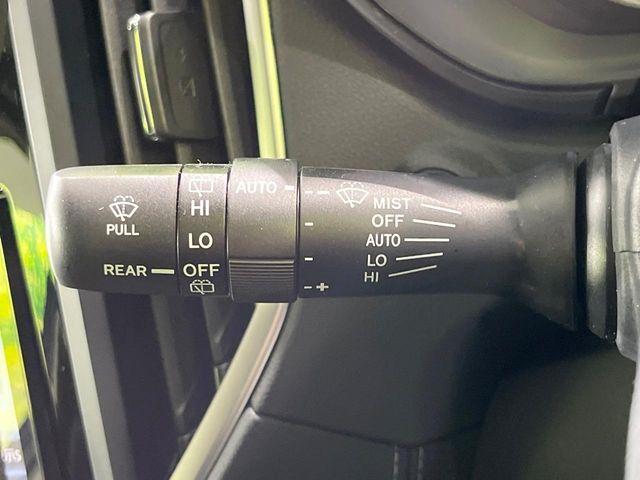 PULL
REAR
HI
LO
OFF
AUTO
- -
-
- +
MIST
OFF
AUTO
LO
HI